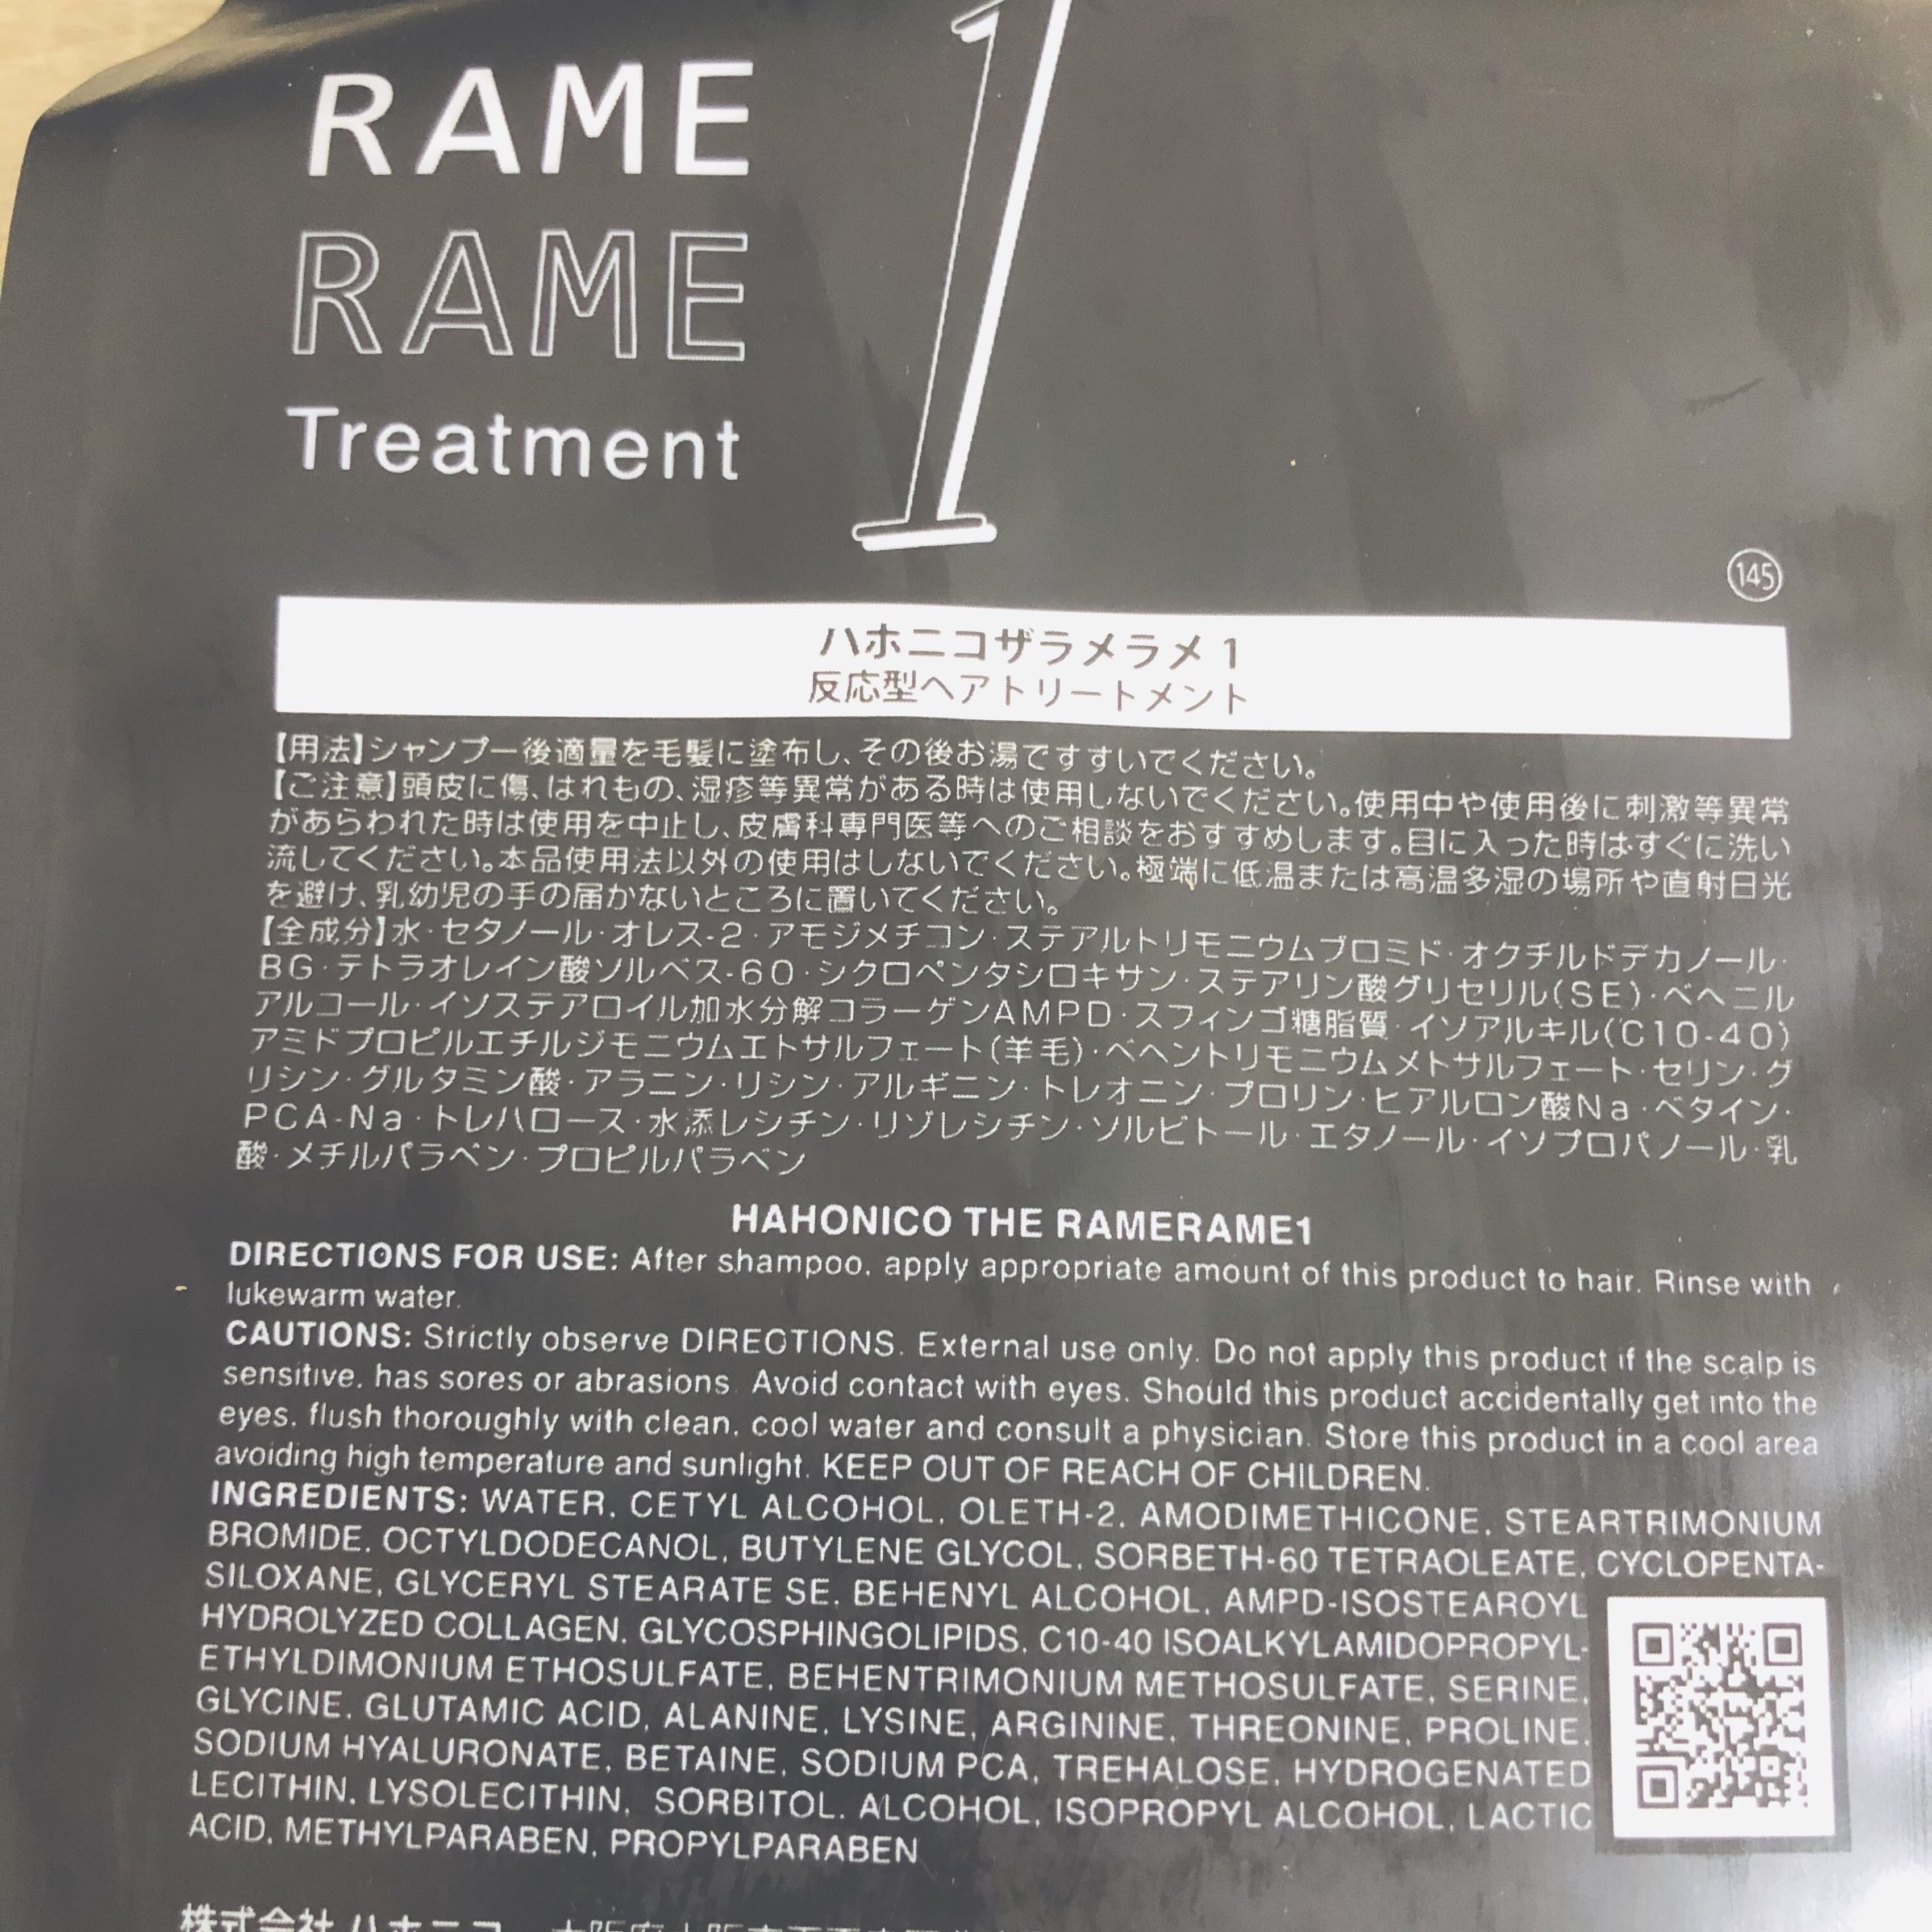 RAME
RAME
Treatment
1
145
ハホニコザラメラメ1
反応型ヘアトリートメント
【用法】シャンプー後適量を毛髪に塗布し、その後お湯ですすいでください。
【ご注意】頭皮に傷、はれもの、湿疹等異常がある時は使用しないでください。使用中や使用後に刺激等異常
があらわれた時は使用を中止し、皮膚科専門医等へのご相談をおすすめします。目に入った時はすぐに洗い
流してください。本品使用法以外の使用はしないでください。極端に低温または高温多湿の場所や直射日光
を避け、乳幼児の手の届かないところに置いてください。
【全成分】水・セタノール・オレス-2・アモジメチコン・ステアルトリモニウムブロミド・オクチルドデカノール・
BG・テトラオレイン酸ソルベス-60・シクロペンタシロキサン・ステアリン酸グリセリル(SE)・ベヘニル
アルコール・イソステアロイル加水分解コラーゲンAMPD・スフィンゴ糖脂質・イソアルキル(C10-40)
アミドプロピルエチルジモニウムエトサルフェート(羊毛)・ベヘントリモニウムメトサルフェート・セリン・グ
リシン・グルタミン酸・アラニン・リシン・アルギニン・トレオニン・プロリン・ヒアルロン酸Na・ベタイン・
PCA-Na・トレハロース・水添レシチン・リゾレシチン・ソルビトール・エタノール・イソプロパノール・乳
酸・メチルパラベン・プロピルパラベン
HAHONICO THE RAMERAME1
DIRECTIONS FOR USE: After shampoo, apply appropriate amount of this product to hair. Rinse with
lukewarm water.
CAUTIONS: Strictly observe DIRECTIONS. External use only. Do not apply this product if the scalp is
sensitive, has sores or abrasions. Avoid contact with eyes. Should this product accidentally get into the
eyes, flush thoroughly with clean, cool water and consult a physician. Store this product in a cool area
avoiding high temperature and sunlight. KEEP OUT OF REACH OF CHILDREN.
INGREDIENTS: WATER, CETYL ALCOHOL, OLETH-2, AMODIMETHICONE, STEARTRIMONIUM
BROMIDE, OCTYLDODECANOL, BUTYLENE GLYCOL, SORBETH-60 TETRAOLEATE, CYCLOPENTA-
SILOXANE, GLYCERYL STEARATE SE, BEHENYL ALCOHOL, AMPD-ISOSTEAROYL
HYDROLYZED COLLAGEN, GLYCOSPHINGOLIPIDS, C10-40 ISOALKYLAMIDOPROPYL-
ETHYLDIMONIUM ETHOSULFATE, BEHENTRIMONIUM METHOSULFATE, SERINE,
GLYCINE, GLUTAMIC ACID, ALANINE, LYSINE, ARGININE, THREONINE, PROLINE,
SODIUM HYALURONATE, BETAINE, SODIUM PCA, TREHALOSE, HYDROGENATED
LECITHIN, LYSOLECITHIN, SORBITOL, ALCOHOL, ISOPROPYL ALCOHOL, LACTIC
ACID, METHYLPARABEN, PROPYLPARABEN
株式会社 ハホニコ